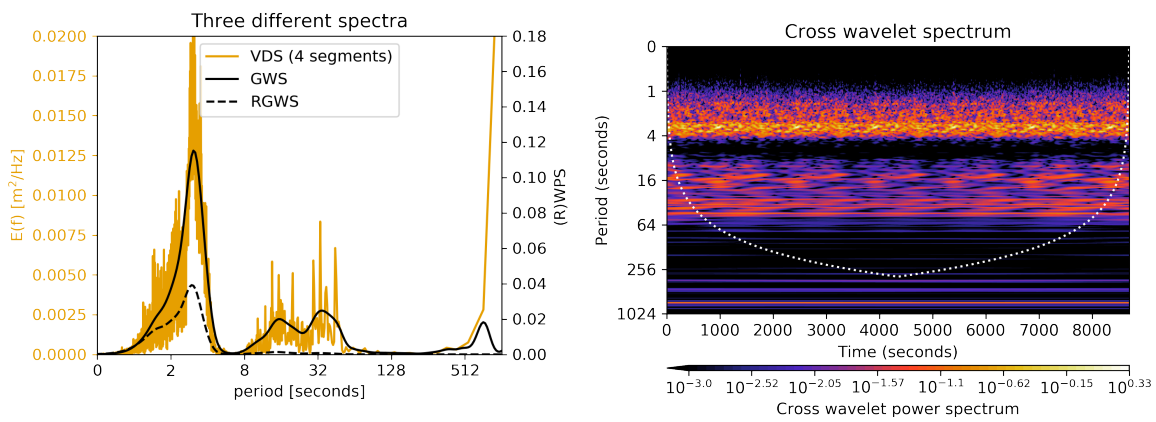 Three different spectra
0.0200
0.0175
0.0150
0.0125
0.0100
0.0075
0.0050
0.0025
0.0000
E(f) [m²/Hz]
VDS (4 segments)
GWS
RGWS
0.18
0.16
0.14
0.12
0.10
0.08
0.06
0.04
0.02
0.00
(R)WPS
0 2 8 32 128 512
period [seconds]
Cross wavelet spectrum
0
1
4
16
64
256
1024
Period (seconds)
0 1000 2000 3000 4000 5000 6000 7000 8000
Time (seconds)
10^−3.0 10^−2.52 10^−2.05 10^−1.57 10^−1.1 10^−0.62 10^−0.15 10^0.33
Cross wavelet power spectrum